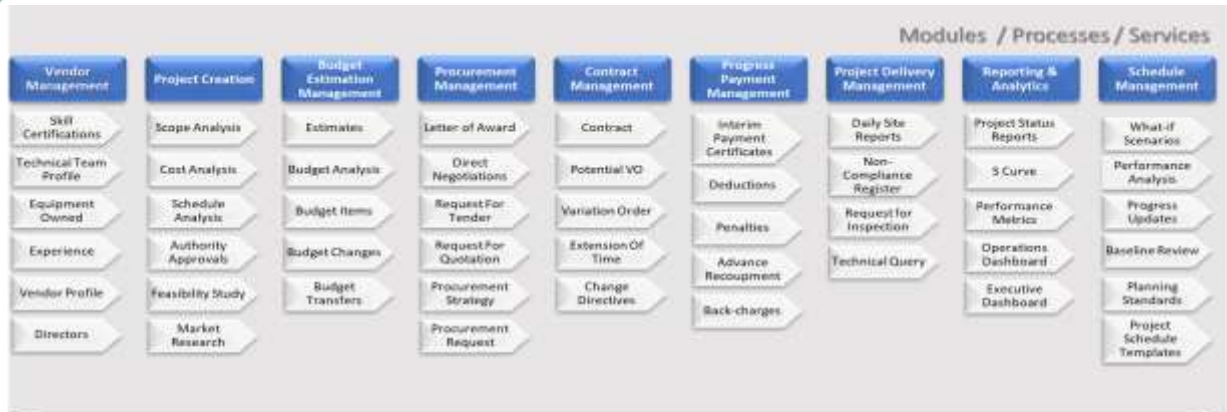 Modules / Processes / Services
Vendor
Management
Skill
Certifications
Technical Team
Profile
Equipment
Owned
Experience
Vendor Profile
Directors
Project Creation
Scope Analysis
Cost Analysis
Schedule
Analysis
Authority
Approvals
Feasibility Study
Market
Research
Budget
Estimation
Management
Estimates
Budget Analysis
Budget Items
Budget Changes
Budget
Transfers
Procurement
Management
Letter of Award
Direct
Negotiations
Request For
Tender
Request For
Quotation
Procurement
Strategy
Procurement
Request
Contract
Management
Contract
Potential VO
Variation Order
Extension Of
Time
Change
Directives
Progress
Payment
Management
Interim
Payment
Certificates
Deductions
Penalties
Advance
Recoupment
Back-charges
Project Delivery
Management
Daily Site
Reports
Non-
Compliance
Register
Request for
Inspection
Technical Query
Reporting &
Analytics
Project Status
Reports
S Curve
Performance
Metrics
Operations
Dashboard
Executive
Dashboard
Schedule
Management
What-if
Scenarios
Performance
Analysis
Progress
Updates
Baseline Review
Planning
Standards
Project
Schedule
Templates